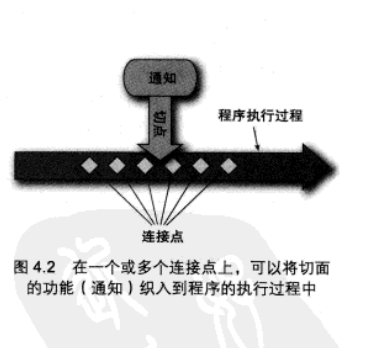 通知
切点
程序执行过程
连接点
图 4.2 在一个或多个连接点上，可以将切面
的功能（通知）织入到程序的执行过程中